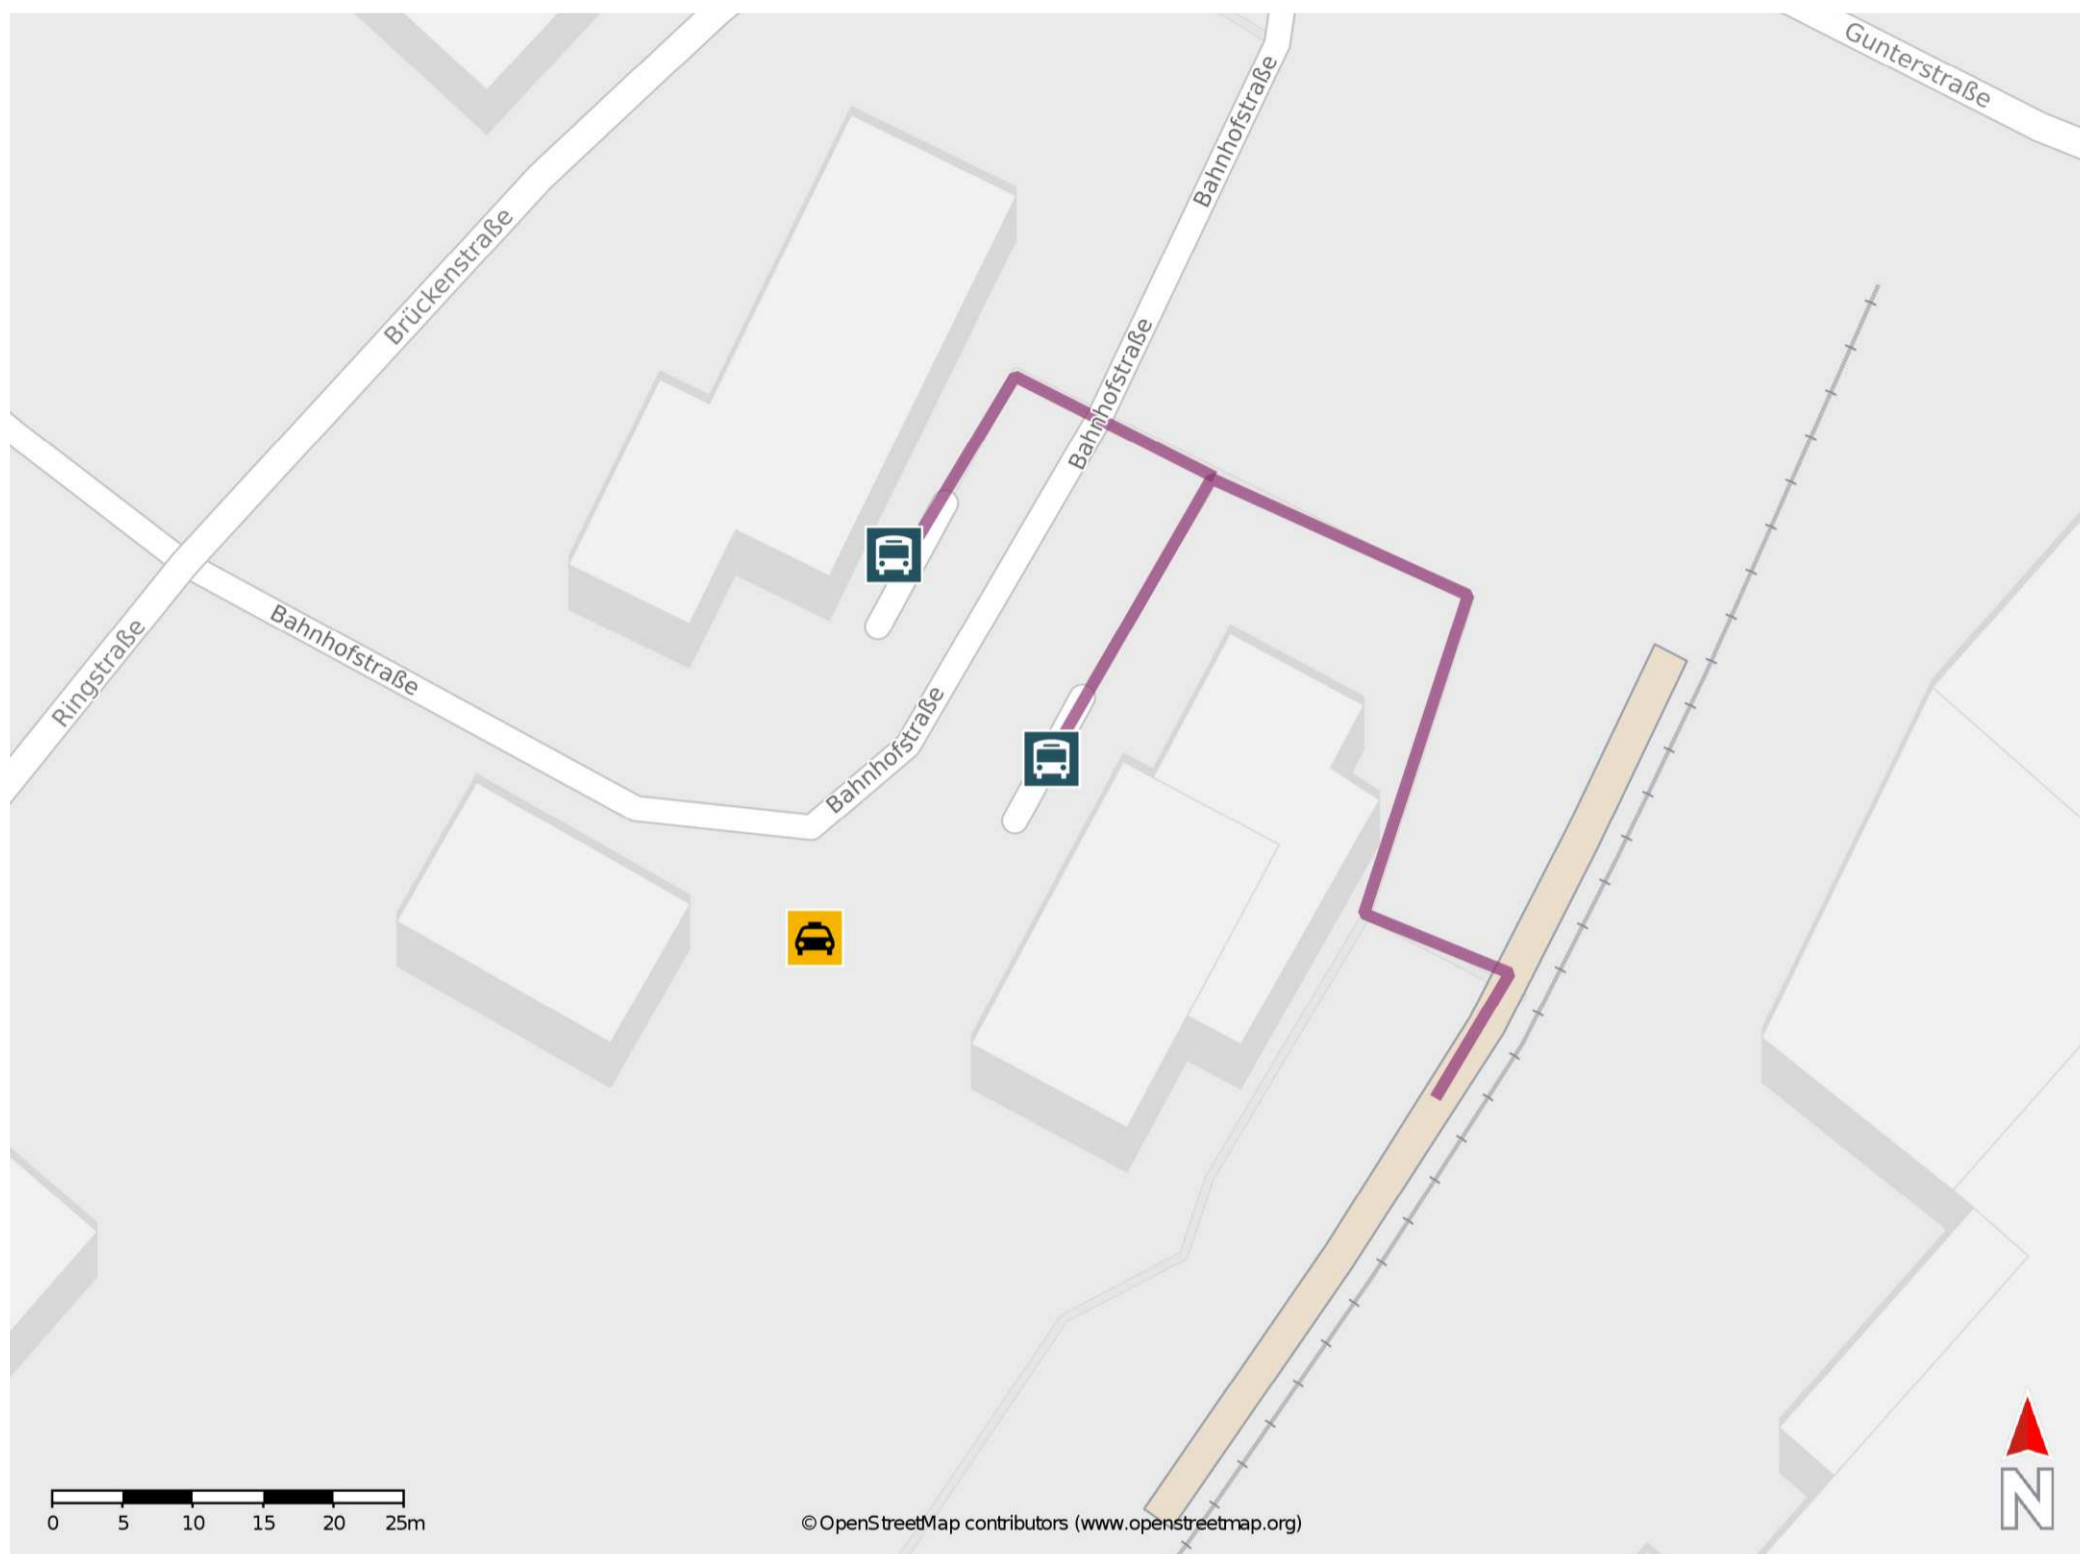 Gunterstraße
Bahnhofstraße
Brückenstraße
Bahnhofstraße
Ringstraße
Bahnhofstraße
Bahnhofstraße
0 5 10 15 20 25m
© OpenStreetMap contributors (www.openstreetmap.org)
N